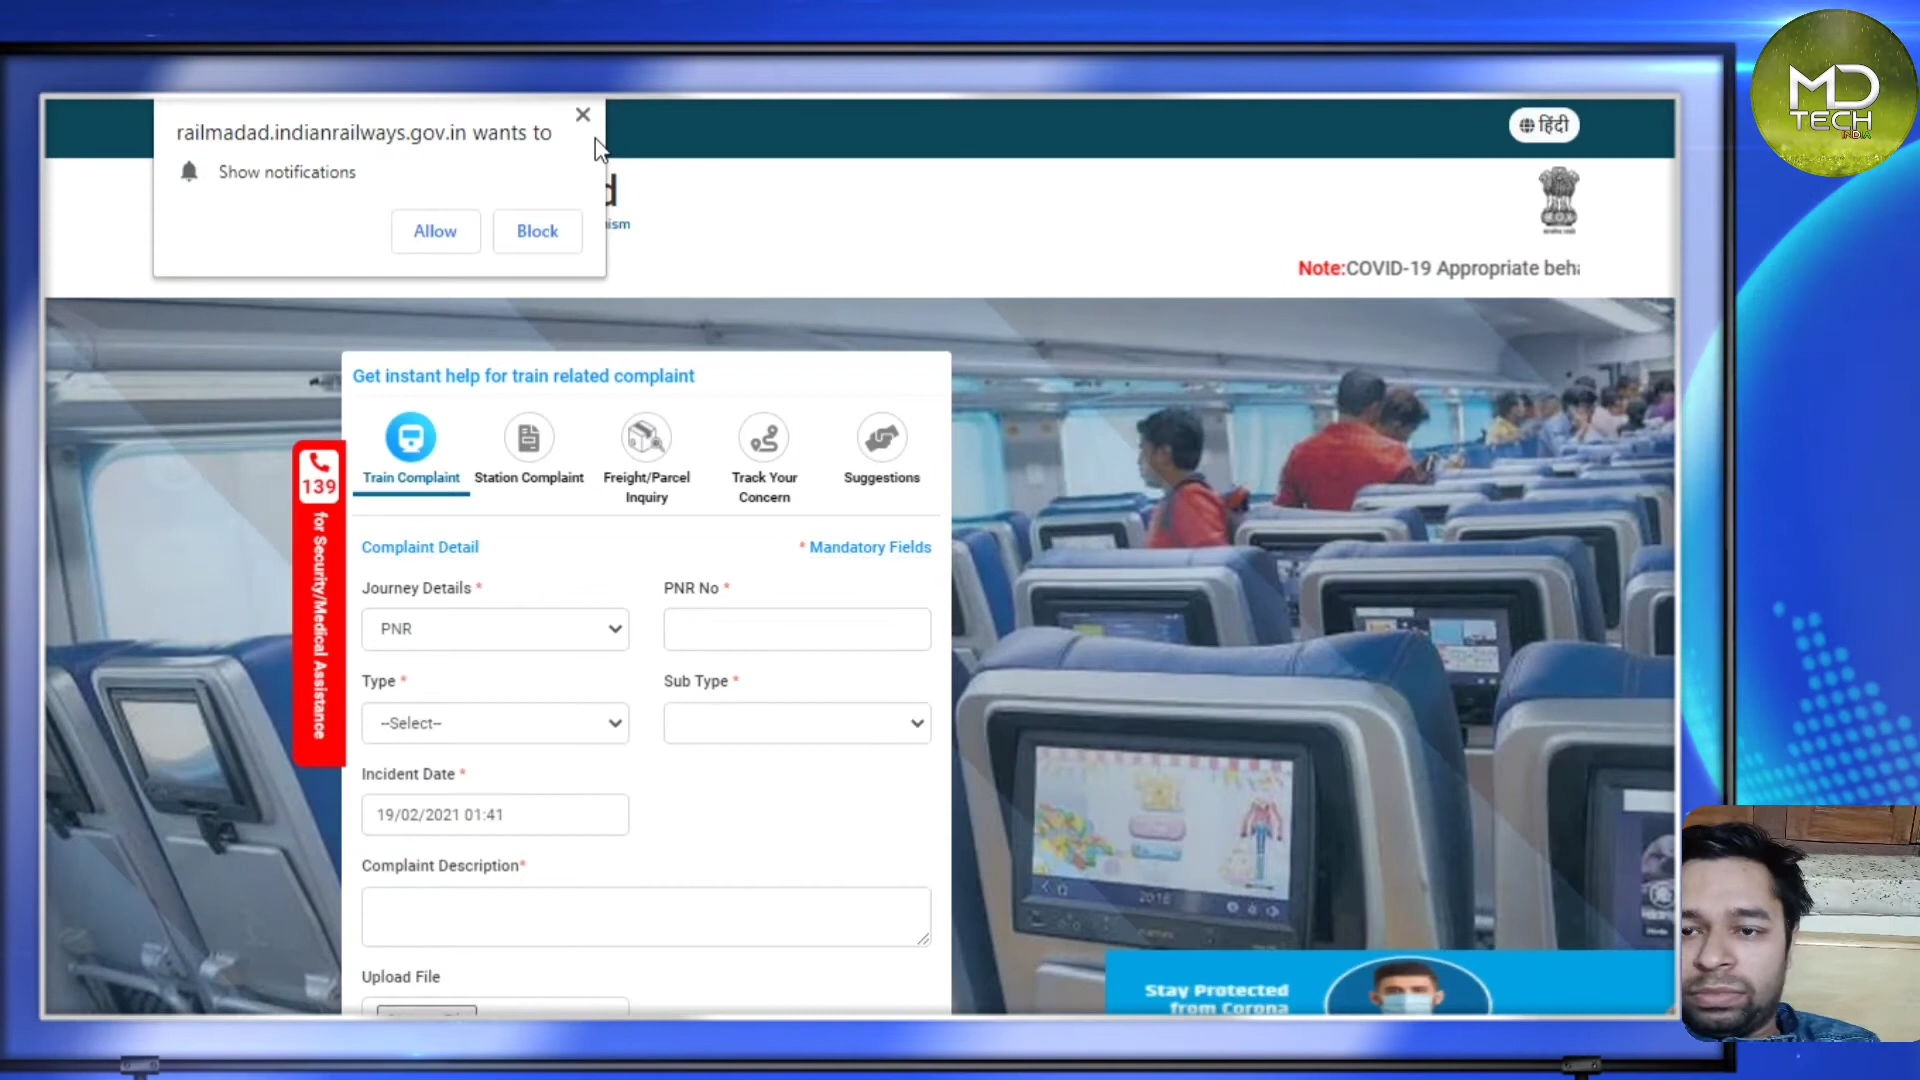 MD
TECH
INDIA
railmadad.indianrailways.gov.in wants to
Show notifications
Allow
Block
हिंदी
Note:COVID-19 Appropriate
Get instant help for train related complaint
Train Complaint
Station Complaint
Freight/Parcel
Inquiry
Track Your
Concern
Suggestions
139
for Security/Medical Assistance
Complaint Detail
* Mandatory Fields
Journey Details *
PNR No *
PNR
Type *
Sub Type *
--Select--
Incident Date *
19/02/2021 01:41
Complaint Description*
Upload File
20:16
Stay Protected
from Corona